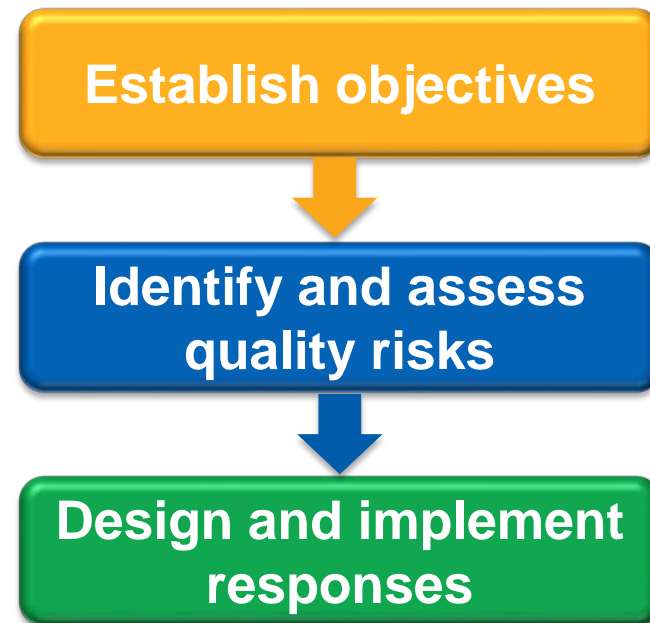 Establish objectives
Identify and assess
quality risks
Design and implement
responses